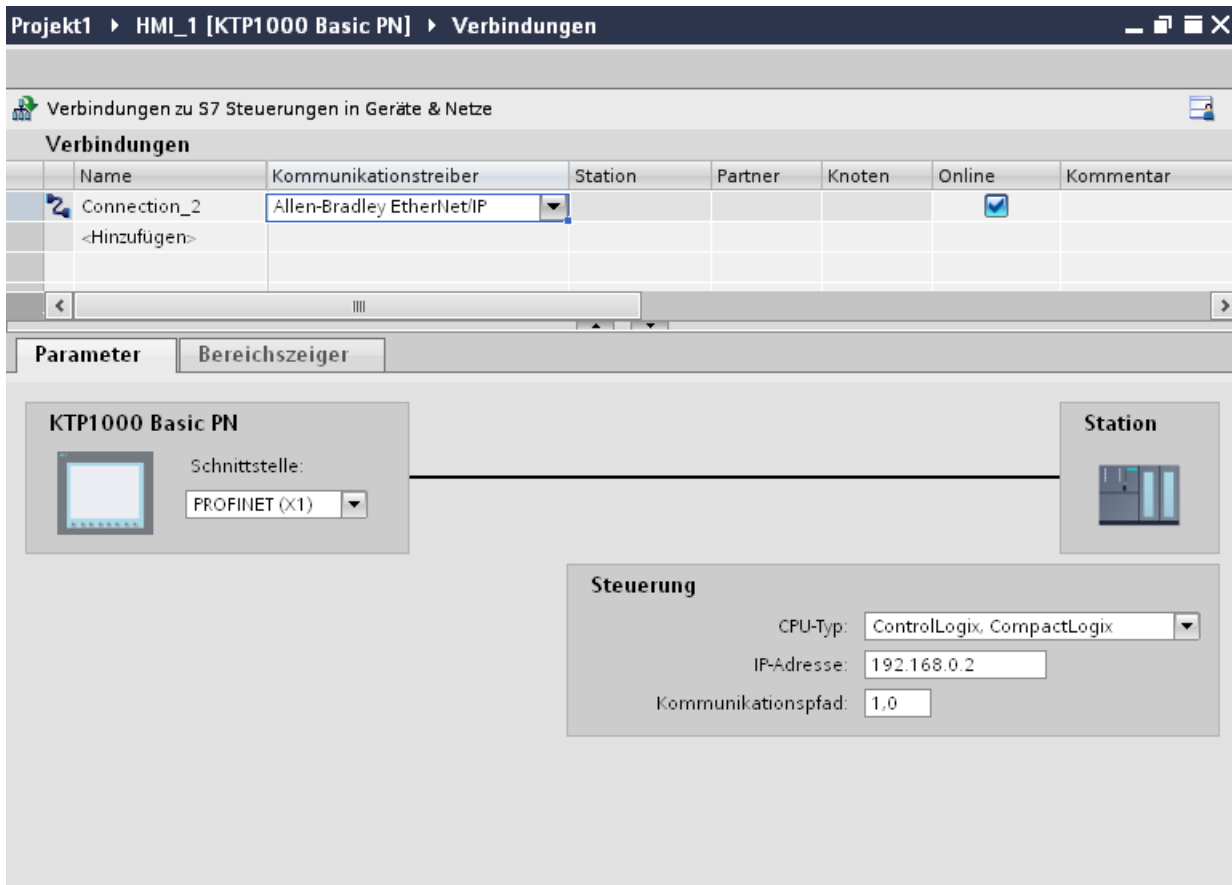 Projekt1 ▸ HMI_1 [KTP1000 Basic PN] ▸ Verbindungen
Verbindungen zu S7 Steuerungen in Geräte & Netze
Verbindungen
Name Kommunikationstreiber Station Partner Knoten Online Kommentar
Connection_2 Allen-Bradley EtherNet/IP
<Hinzufügen>
Parameter Bereichszeiger
KTP1000 Basic PN Station
Schnittstelle:
PROFINET (X1)
Steuerung
CPU-Typ: ControlLogix, CompactLogix
IP-Adresse: 192.168.0.2
Kommunikationspfad: 1,0